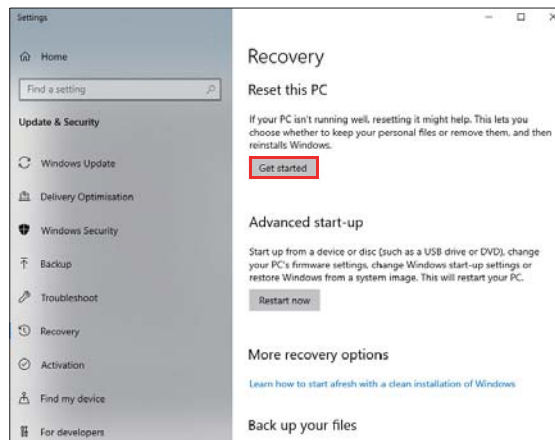 Settings
Home
Find a setting
Update & Security
Windows Update
Delivery Optimisation
Windows Security
Backup
Troubleshoot
Recovery
Activation
Find my device
For developers
Recovery
Reset this PC
If your PC isn't running well, resetting it might help. This lets you
choose whether to keep your personal files or remove them, and then
reinstalls Windows.
Get started
Advanced start-up
Start up from a device or disc (such as a USB drive or DVD), change
your PC's firmware settings, change Windows start-up settings or
restore Windows from a system image. This will restart your PC.
Restart now
More recovery options
Learn how to start afresh with a clean installation of Windows
Back up your files